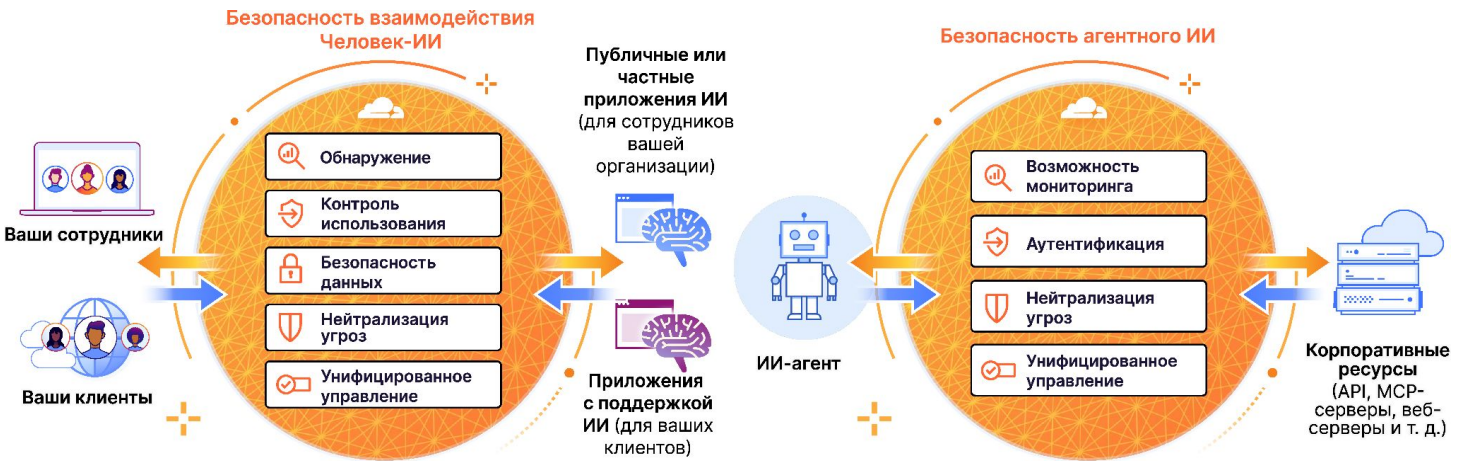 Безопасность взаимодействия
Человек-ИИ
Ваши сотрудники
Ваши клиенты
Обнаружение
Контроль
использования
Безопасность
данных
Нейтрализация
угроз
Унифицированное
управление
Публичные или
частные
приложения ИИ
(для сотрудников
вашей
организации)
Приложения
с поддержкой
ИИ (для ваших
клиентов)
Безопасность агентного ИИ
ИИ-агент
Возможность
мониторинга
Аутентификация
Нейтрализация
угроз
Унифицированное
управление
Корпоративные
ресурсы
(API, MCP-
серверы, веб-
серверы и т. д.)